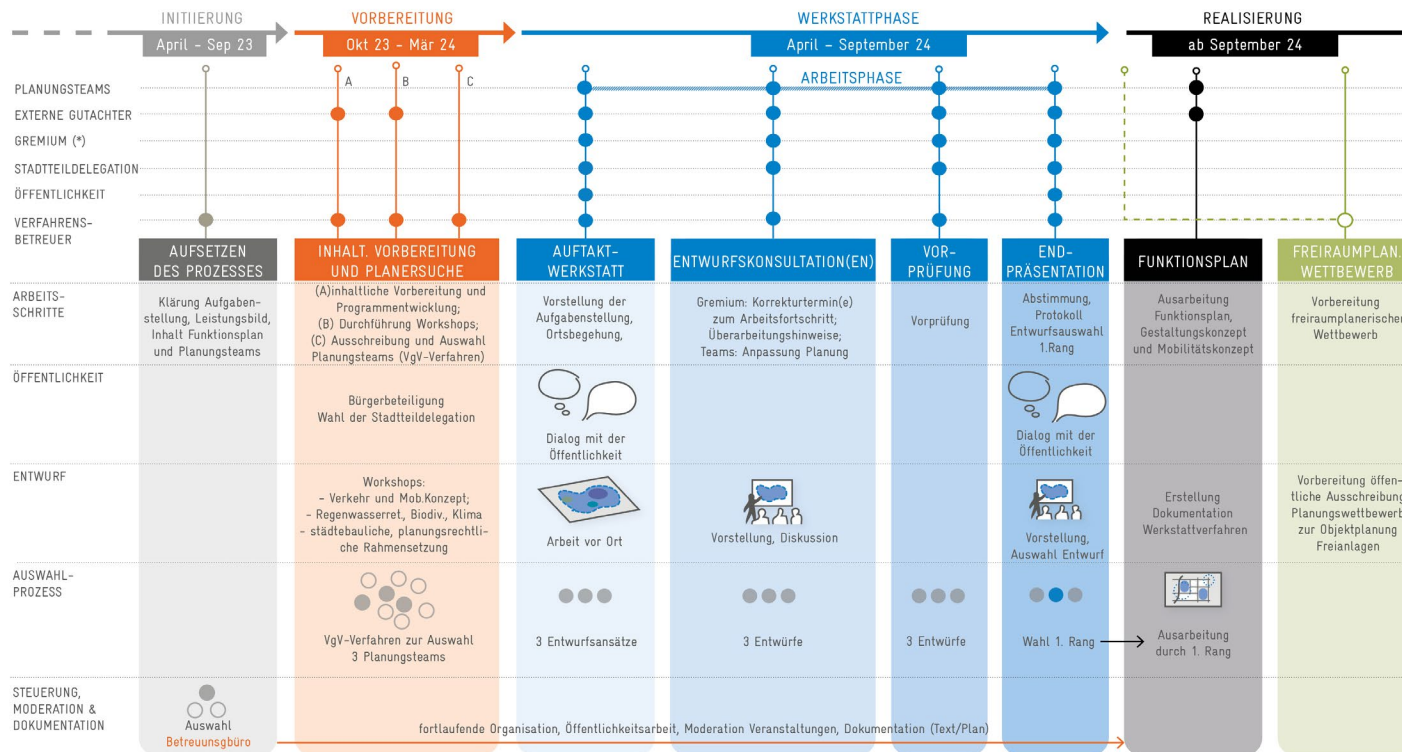 INITIIERUNG
April – Sep 23
VORBEREITUNG
Okt 23 - Mär 24
WERKSTATTPHASE
April – September 24
REALISIERUNG
ab September 24
A
B
C
ARBEITSPHASE
PLANUNGSTEAMS
EXTERNE GUTACHTER
GREMIUM (*)
STADTTEILDELEGATION
ÖFFENTLICHKEIT
VERFAHRENS-
BETREUER
AUFSETZEN
DES PROZESSES
INHALT. VORBEREITUNG
UND PLANERSUCHE
AUFTAKT-
WERKSTATT
ENTWURFSKONSULTATION(EN)
VOR-
PRÜFUNG
END-
PRÄSENTATION
FUNKTIONSPLAN
FREIRAUMPLAN.
WETTBEWERB
ARBEITS-
SCHRITTE
Klärung Aufgaben-
stellung, Leistungsbild,
Inhalt Funktionsplan
und Planungsteams
(A)inhaltliche Vorbereitung und
Programmentwicklung;
(B) Durchführung Workshops;
(C) Ausschreibung und Auswahl
Planungsteams (VgV-Verfahren)
Vorstellung der
Aufgabenstellung,
Ortsbegehung,
Gremium: Korrekturtermin(e)
zum Arbeitsfortschritt;
Überarbeitungshinweise;
Teams: Anpassung Planung
Vorprüfung
Abstimmung,
Protokoll
Entwurfsauswahl
1.Rang
Ausarbeitung
Funktionsplan,
Gestaltungskonzept
und Mobilitätskonzept
Vorbereitung
freiraumplanerischer
Wettbewerb
ÖFFENTLICHKEIT
Bürgerbeteiligung
Wahl der Stadtteildelegation
Dialog mit der
Öffentlichkeit
Dialog mit der
Öffentlichkeit
ENTWURF
Workshops:
- Verkehr und Mob.Konzept;
- Regenwasserret., Biodiv., Klima
- städtebauliche, planungsrechtli-
che Rahmensetzung
Arbeit vor Ort
Vorstellung, Diskussion
Vorstellung,
Auswahl Entwurf
Erstellung
Dokumentation
Werkstattverfahren
Vorbereitung öffen-
tliche Ausschreibung
Planungswettbewerb
zur Objektplanung
Freianlagen
AUSWAHL-
PROZESS
VgV-Verfahren zur Auswahl
3 Planungsteams
3 Entwurfsansätze
3 Entwürfe
3 Entwürfe
Wahl 1. Rang
Ausarbeitung
durch 1. Rang
STEUERUNG,
MODERATION &
DOKUMENTATION
Auswahl
Betreuungsbüro
fortlaufende Organisation, Öffentlichkeitsarbeit, Moderation Veranstaltungen, Dokumentation (Text/Plan)